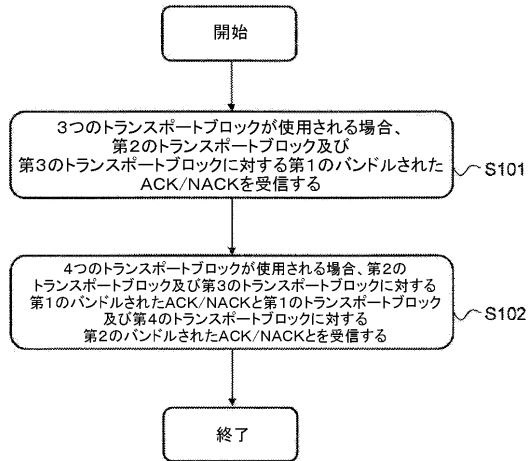 開始
3つのトランスポートブロックが使用される場合、
第2のトランスポートブロック及び
第3のトランスポートブロックに対する第1のバンドルされた
ACK/NACKを受信する
S101
4つのトランスポートブロックが使用される場合、第2の
トランスポートブロック及び第3のトランスポートブロックに対する
第1のバンドルされたACK/NACKと第1のトランスポートブロック
及び第4のトランスポートブロックに対する
第2のバンドルされたACK/NACKとを受信する
S102
終了